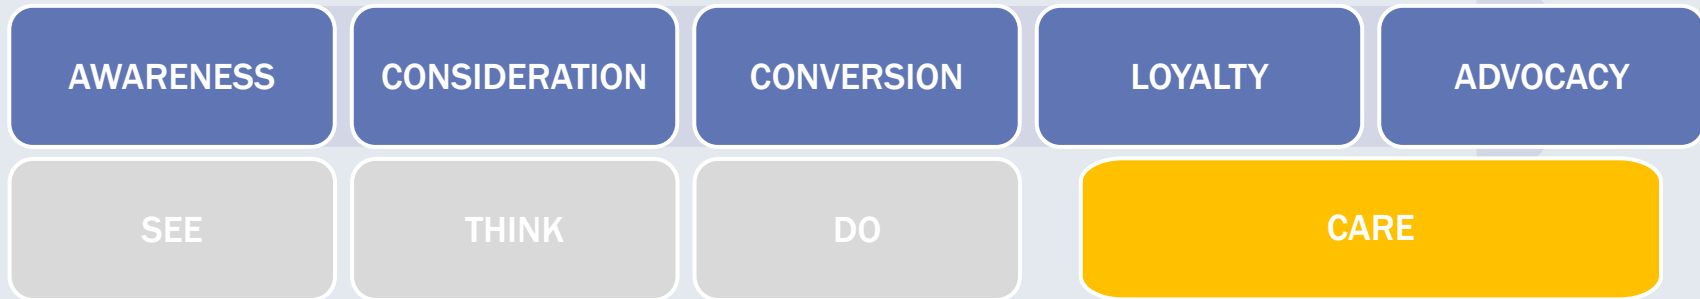 AWARENESS
CONSIDERATION
CONVERSION
LOYALTY
ADVOCACY
SEE
THINK
DO
CARE